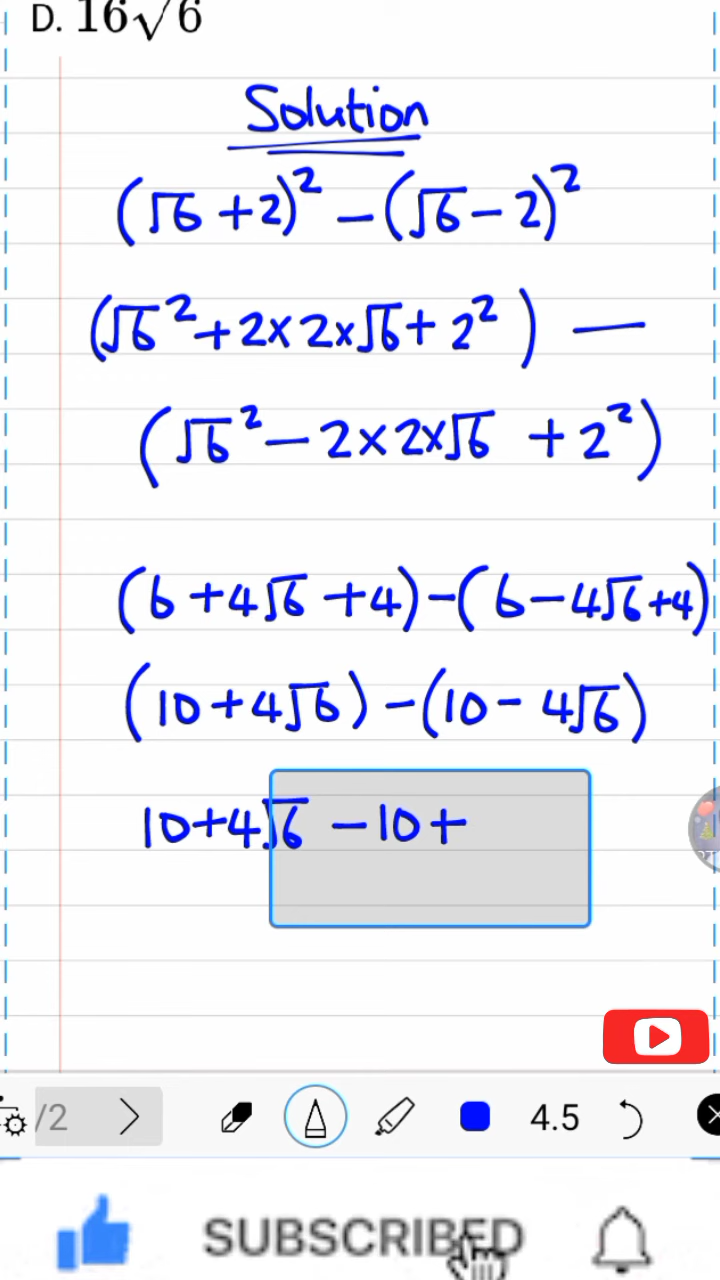 D. 16√6
Solution
(√6 + 2)² − (√6 − 2)²
(√6² + 2 × 2 × √6 + 2²) −
(√6² − 2 × 2 × √6 + 2²)
(6 + 4√6 + 4) − (6 − 4√6 + 4)
(10 + 4√6) − (10 − 4√6)
10 + 4√6 − 10 +
/2
4.5
SUBSCRIBED